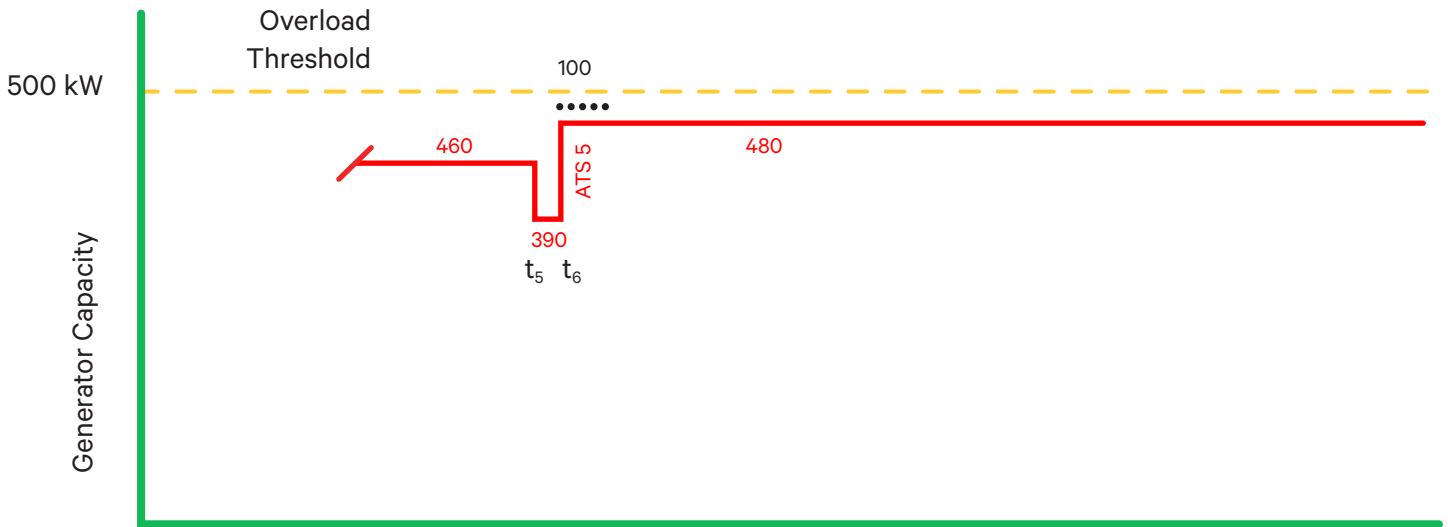 Overload
Threshold
500 kW
100
460
ATS 5
480
390
t₅ t₆
Generator Capacity